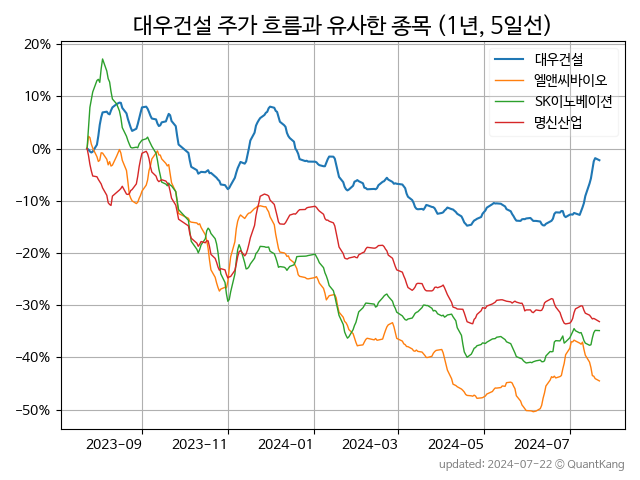 대우건설 주가 흐름과 유사한 종목 (1년, 5일선)
20%
10%
0%
−10%
−20%
−30%
−40%
−50%
대우건설
엘앤씨바이오
SK이노베이션
명신산업
2023-09
2023-11
2024-01
2024-03
2024-05
2024-07
updated: 2024-07-22 © QuantKang